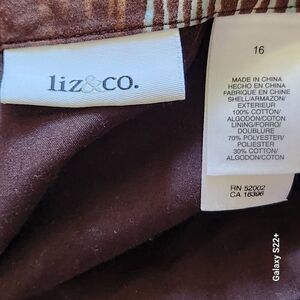 liz&co.
16
MADE IN CHINA
HECHO EN CHINA
FABRIQUE EN CHINE
SHELL/ARMAZON/
EXTERIEUR
100% COTTON/
ALGODON/COTON
LINING/FORRO/
DOUBLURE
70% POLYESTER/
POLIESTER
30% COTTON/
ALGODON/COTON
RN 52002
CA 16396
Galaxy S22+